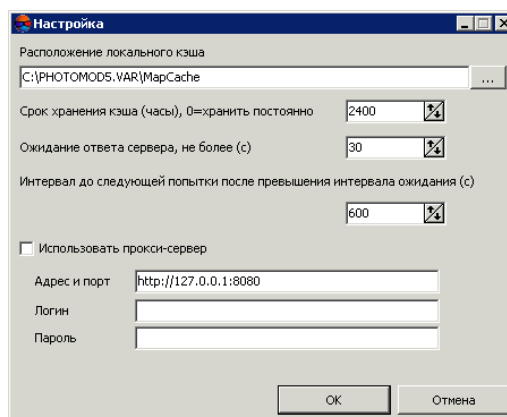 Настройка
Расположение локального кэша
C:\PHOTOMOD5.VAR\MapCache ...
Срок хранения кэша (часы), 0=хранить постоянно 2400
Ожидание ответа сервера, не более (с) 30
Интервал до следующей попытки после превышения интервала ожидания (с)
600
Использовать прокси-сервер
Адрес и порт http://127.0.0.1:8080
Логин
Пароль
OK Отмена